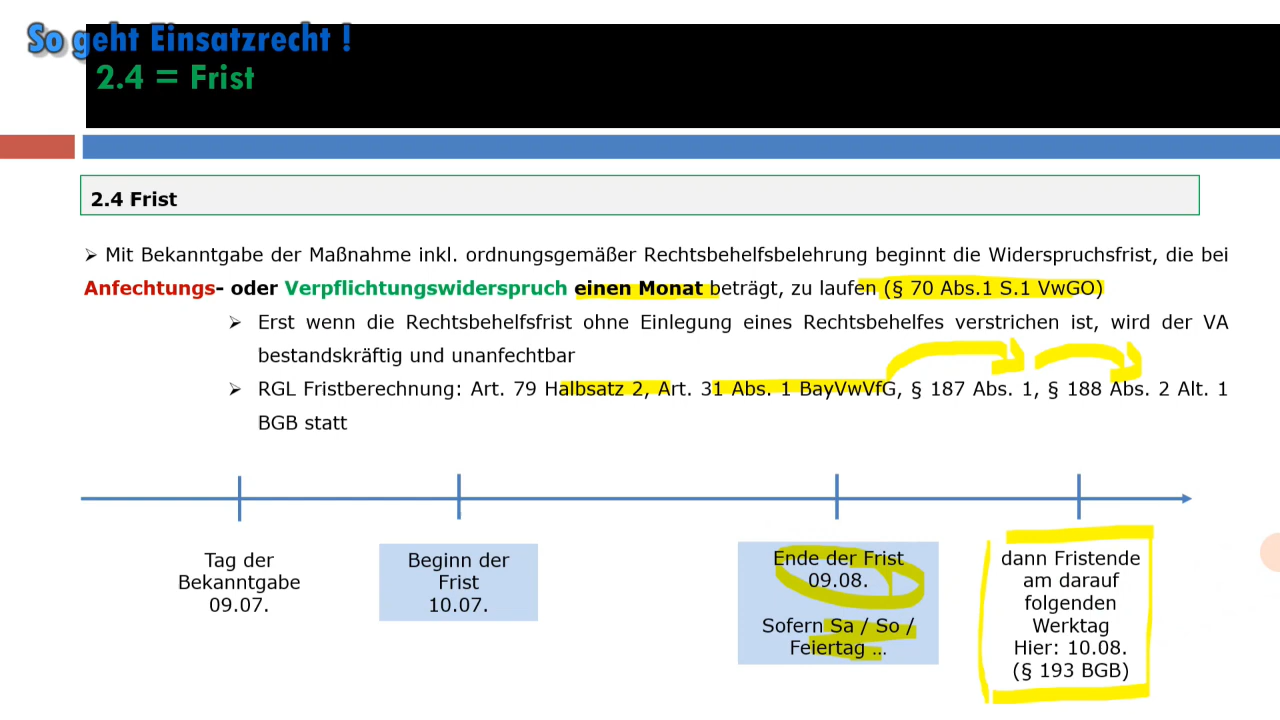 So geht Einsatzrecht !
2.4 = Frist
2.4 Frist
➢ Mit Bekanntgabe der Maßnahme inkl. ordnungsgemäßer Rechtsbehelfsbelehrung beginnt die Widerspruchsfrist, die bei
Anfechtungs- oder Verpflichtungswiderspruch einen Monat beträgt, zu laufen (§ 70 Abs.1 S.1 VwGO)
➢ Erst wenn die Rechtsbehelfsfrist ohne Einlegung eines Rechtsbehelfes verstrichen ist, wird der VA
bestandskräftig und unanfechtbar
➢ RGL Fristberechnung: Art. 79 Halbsatz 2, Art. 31 Abs. 1 BayVwVfG, § 187 Abs. 1, § 188 Abs. 2 Alt. 1
BGB statt
Tag der
Bekanntgabe
09.07.
Beginn der
Frist
10.07.
Ende der Frist
09.08.
Sofern Sa / So /
Feiertag …
dann Fristende
am darauf
folgenden
Werktag
Hier: 10.08.
(§ 193 BGB)